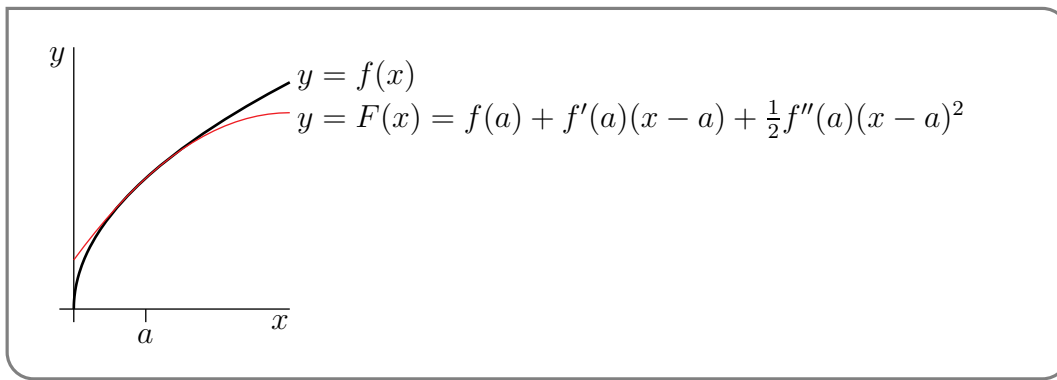 y
y = f(x)
y = F(x) = f(a) + f′(a)(x − a) + ½f′′(a)(x − a)²
x
a